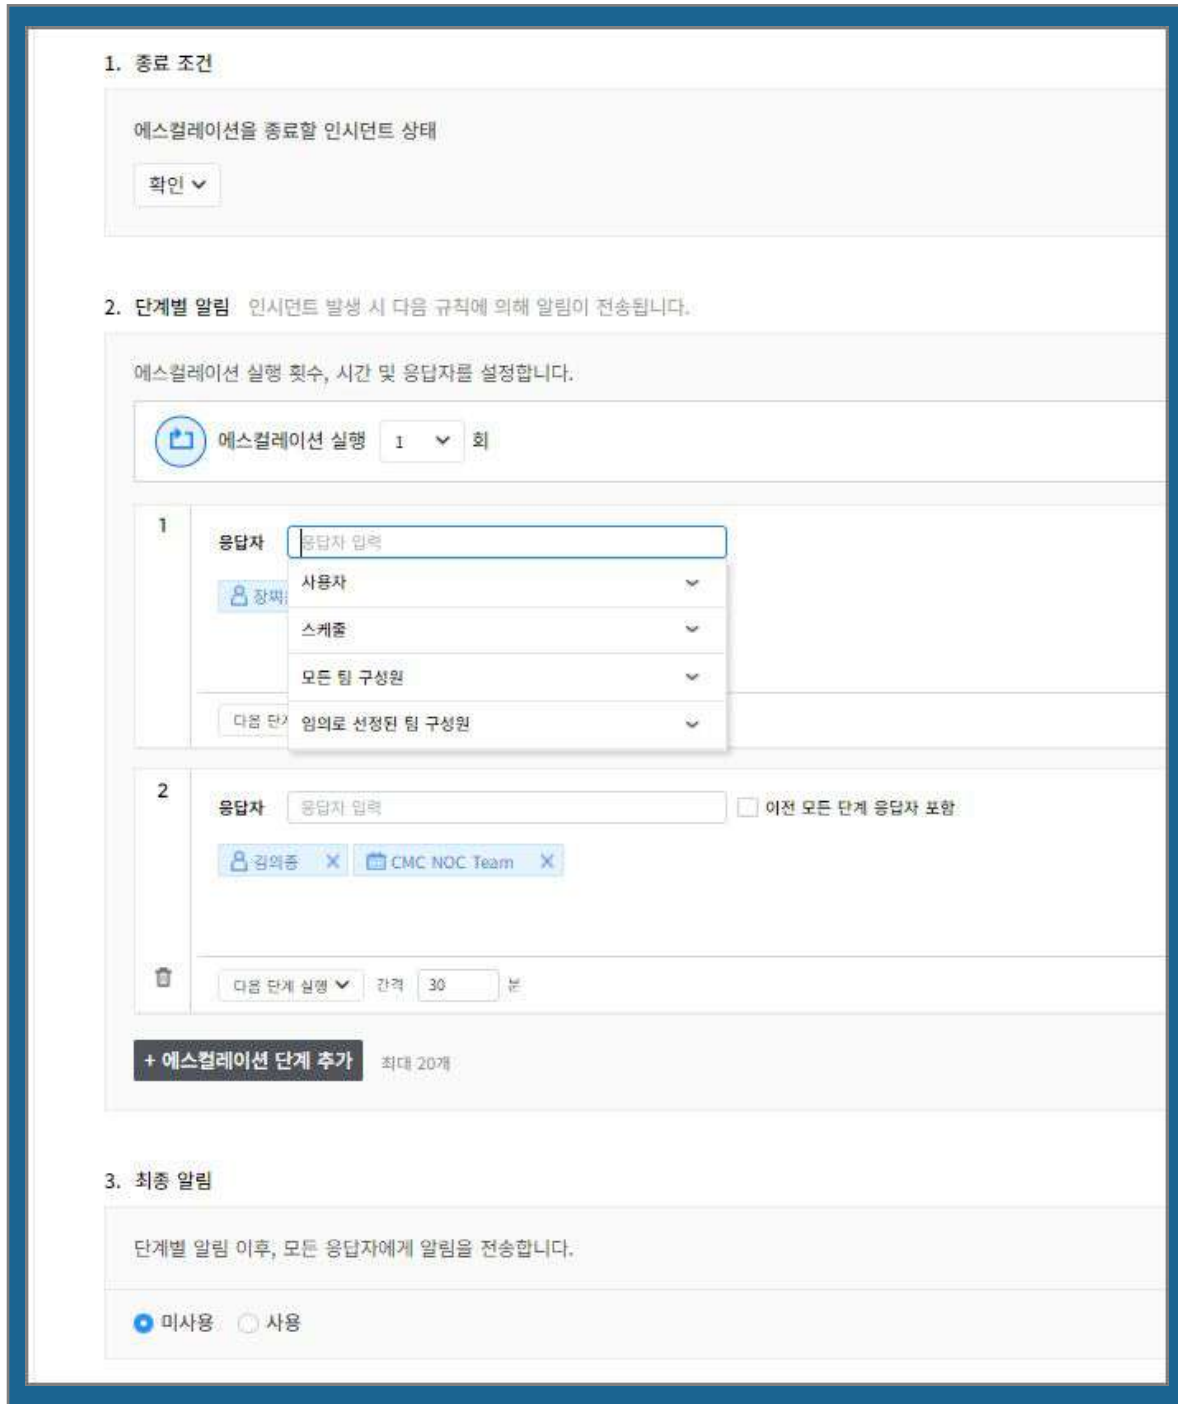 1. 종료 조건
에스컬레이션을 종료할 인시던트 상태
확인
2. 단계별 알림 인시던트 발생 시 다음 규칙에 의해 알림이 전송됩니다.
에스컬레이션 실행 횟수, 시간 및 응답자를 설정합니다.
에스컬레이션 실행 1 회
1
응답자 응답자 입력
사용자
스케줄
모든 팀 구성원
다음 단계
임의로 선정된 팀 구성원
2
응답자 응답자 입력 이전 모든 단계 응답자 포함
김의종 CMC NOC Team
다음 단계 실행 간격 30 분
+ 에스컬레이션 단계 추가 최대 20개
3. 최종 알림
단계별 알림 이후, 모든 응답자에게 알림을 전송합니다.
미사용 사용